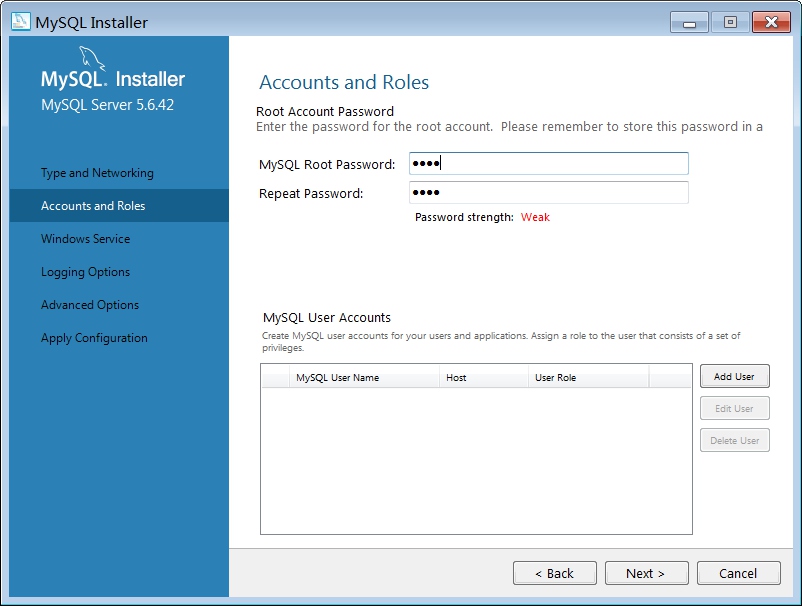 MySQL Installer
MySQL. Installer
MySQL Server 5.6.42
Type and Networking
Accounts and Roles
Windows Service
Logging Options
Advanced Options
Apply Configuration
Accounts and Roles
Root Account Password
Enter the password for the root account.  Please remember to store this password in a
MySQL Root Password: ●●●●
Repeat Password: ●●●●
Password strength: Weak
MySQL User Accounts
Create MySQL user accounts for your users and applications. Assign a role to the user that consists of a set of
privileges.
MySQL User Name Host User Role
Add User
Edit User
Delete User
< Back Next > Cancel